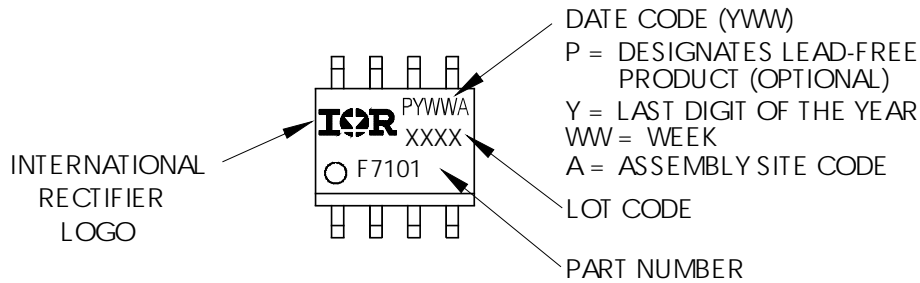 DATE CODE (YWW)
P = DESIGNATES LEAD-FREE
PRODUCT (OPTIONAL)
Y = LAST DIGIT OF THE YEAR
WW = WEEK
A = ASSEMBLY SITE CODE
LOT CODE
PART NUMBER
INTERNATIONAL
RECTIFIER
LOGO
IOR
PYWWA
XXXX
F7101